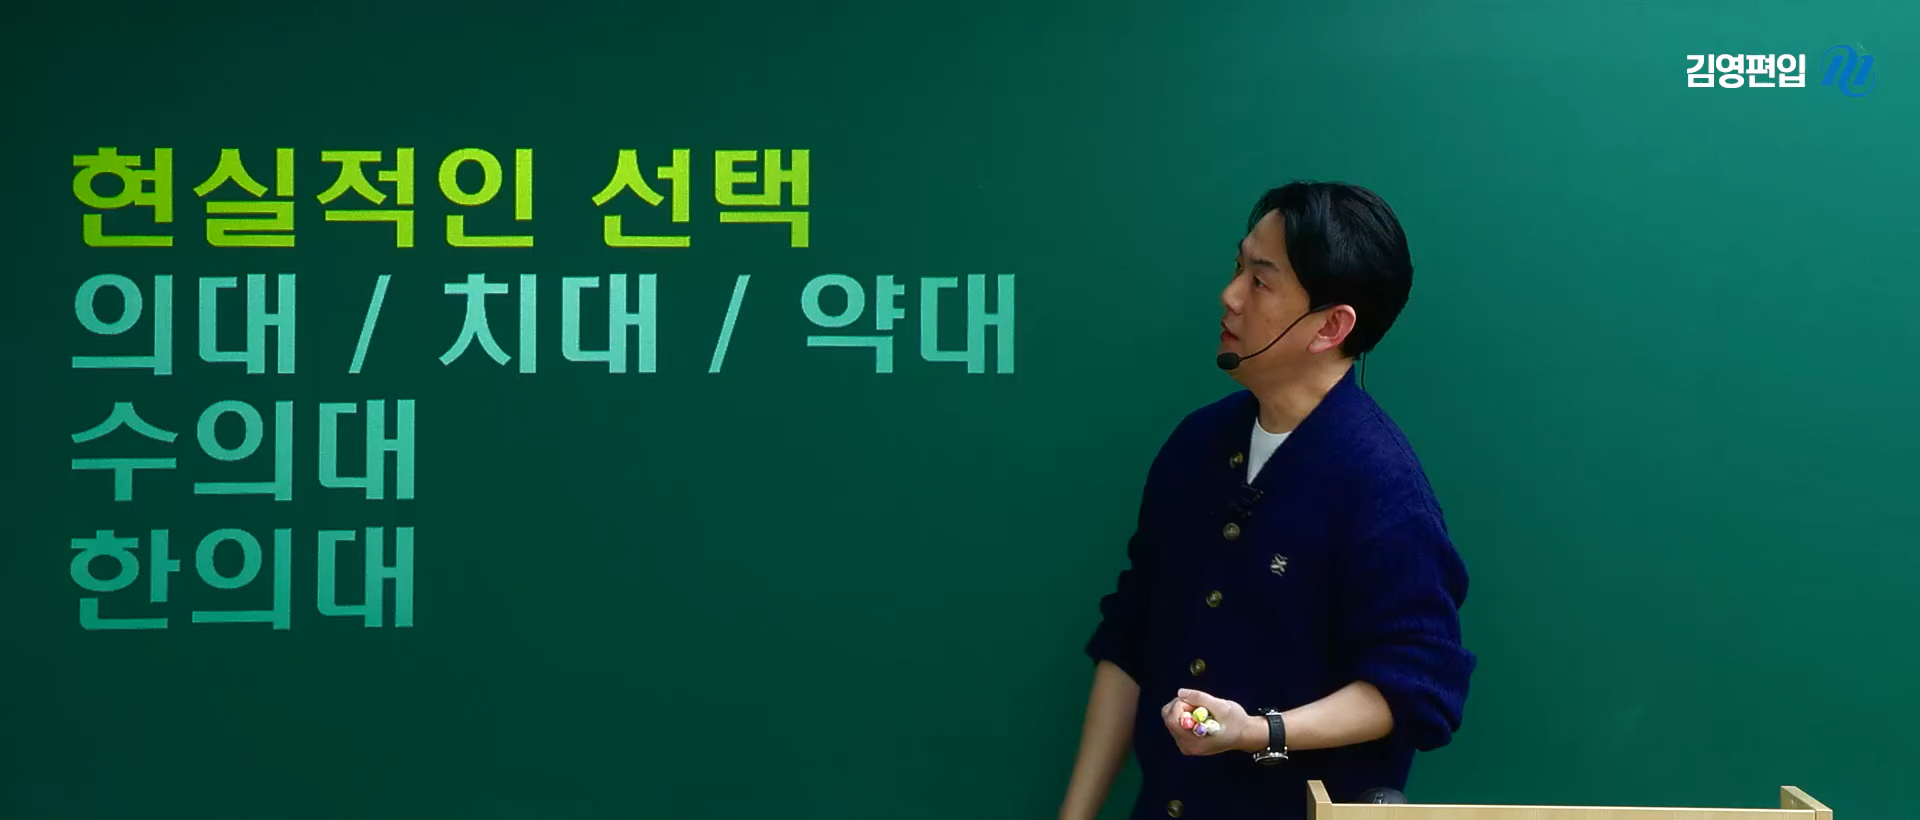 김영편입
현실적인 선택
의대 / 치대 / 약대
수의대
한의대